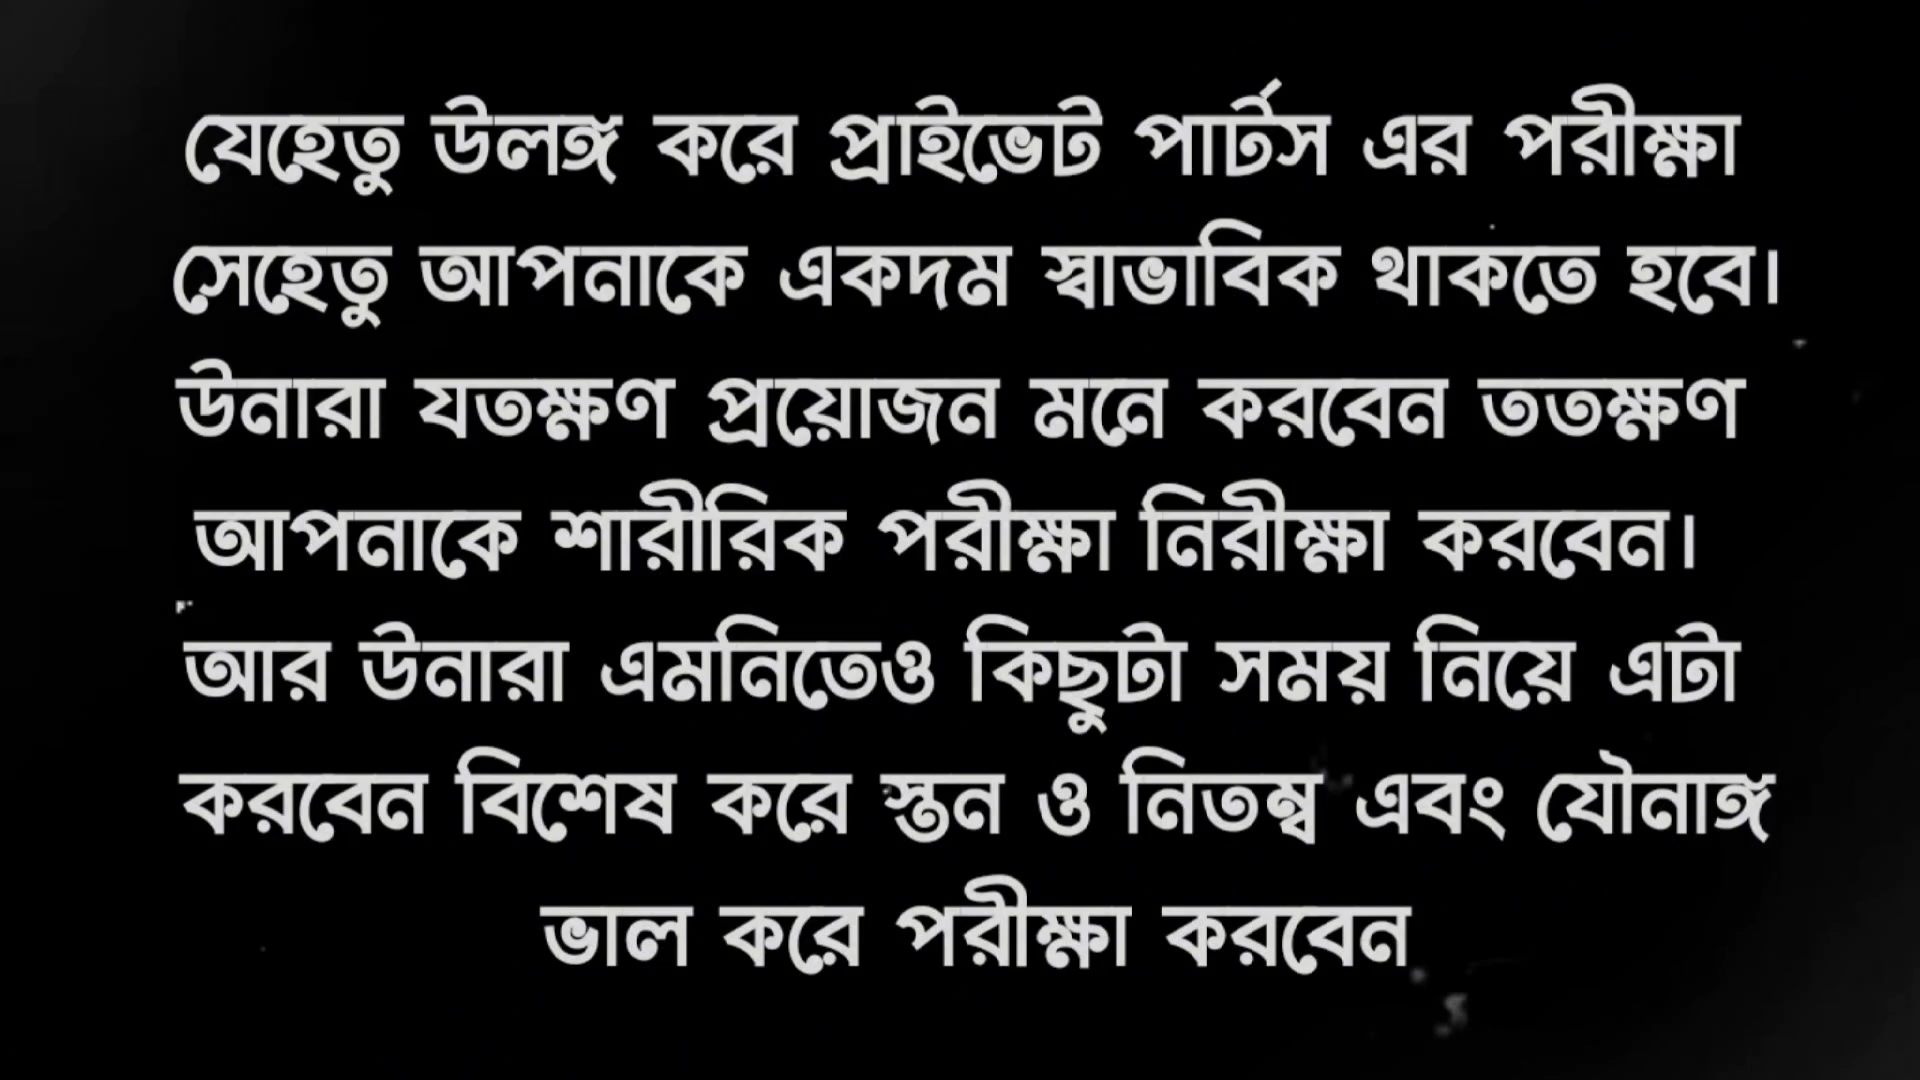 যেহেতু উলঙ্গ করে প্রাইভেট পার্টস এর পরীক্ষা
সেহেতু আপনাকে একদম স্বাভাবিক থাকতে হবে।
উনারা যতক্ষণ প্রয়োজন মনে করবেন ততক্ষণ
আপনাকে শারীরিক পরীক্ষা নিরীক্ষা করবেন।
আর উনারা এমনিতেও কিছুটা সময় নিয়ে এটা
করবেন বিশেষ করে স্তন ও নিতম্ব এবং যৌনাঙ্গ
ভাল করে পরীক্ষা করবেন